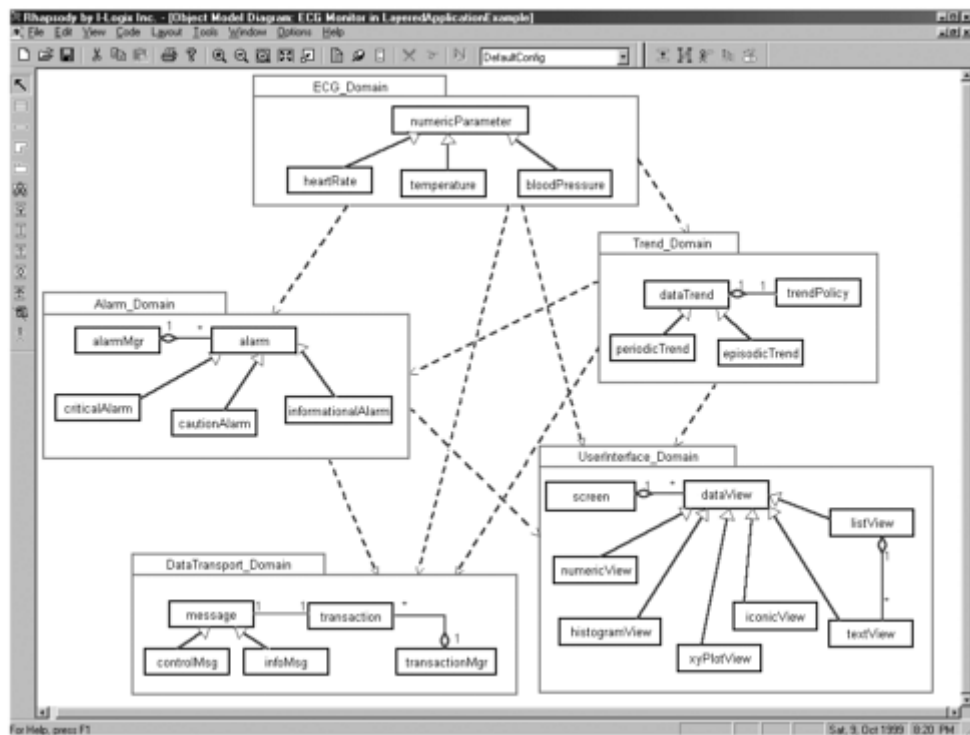 Rhapsody by I-Logix Inc. - [Object Model Diagram: ECG Monitor in LayeredApplicationExample]
File Edit View Code Layout Tools Window Options Help
DefaultConfig
ECG_Domain
numericParameter
heartRate
temperature
bloodPressure
Trend_Domain
dataTrend
1
1
trendPolicy
periodicTrend
episodicTrend
Alarm_Domain
alarmMgr
1
*
alarm
criticalAlarm
cautionAlarm
informationalAlarm
UserInterface_Domain
screen
1
*
dataView
listView
1
*
numericView
histogramView
xyPlotView
iconicView
textView
DataTransport_Domain
message
1
1
transaction
*
1
controlMsg
infoMsg
transactionMgr
For Help, press F1
Sat, 9, Oct 1999
8:20 PM